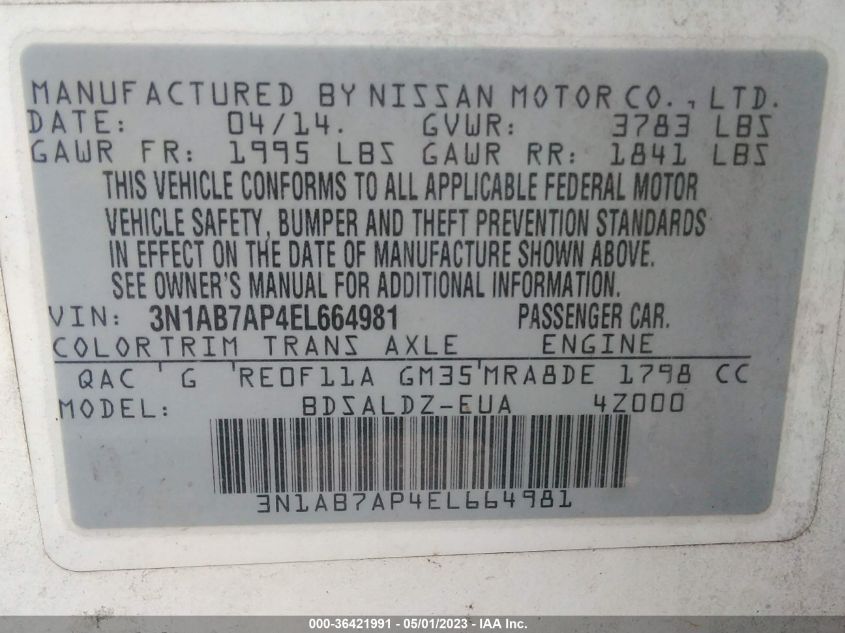 MANUFACTURED BY NISSAN MOTOR CO., LTD.
DATE: 04/14. GVWR: 3783 LBS
GAWR FR: 1995 LBS GAWR RR: 1841 LBS
THIS VEHICLE CONFORMS TO ALL APPLICABLE FEDERAL MOTOR
VEHICLE SAFETY, BUMPER AND THEFT PREVENTION STANDARDS
IN EFFECT ON THE DATE OF MANUFACTURE SHOWN ABOVE.
SEE OWNER'S MANUAL FOR ADDITIONAL INFORMATION.
VIN: 3N1AB7AP4EL664981 PASSENGER CAR.
COLOR TRIM TRANS AXLE ENGINE
QAC ' G ' RE0F11A GM35 ' MRA8DE 1798 CC
MODEL: BDSALDZ-EUA 4Z000
3N1AB7AP4EL664981
000-36421991 - 05/01/2023 - IAA Inc.